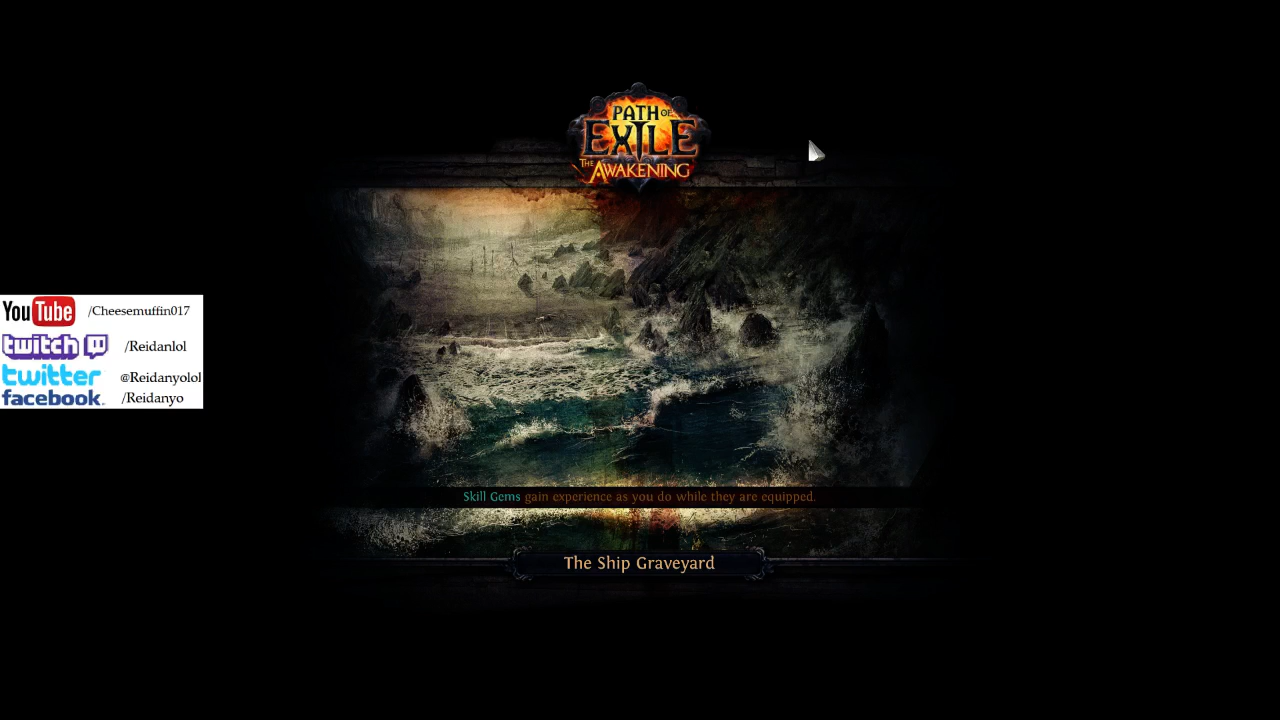 PATH OF
EXILE
THE AWAKENING
YouTube /Cheesemuffin017
twitch /Reidanlol
twitter @Reidanyolol
facebook. /Reidanyo
Skill Gems gain experience as you do while they are equipped.
The Ship Graveyard